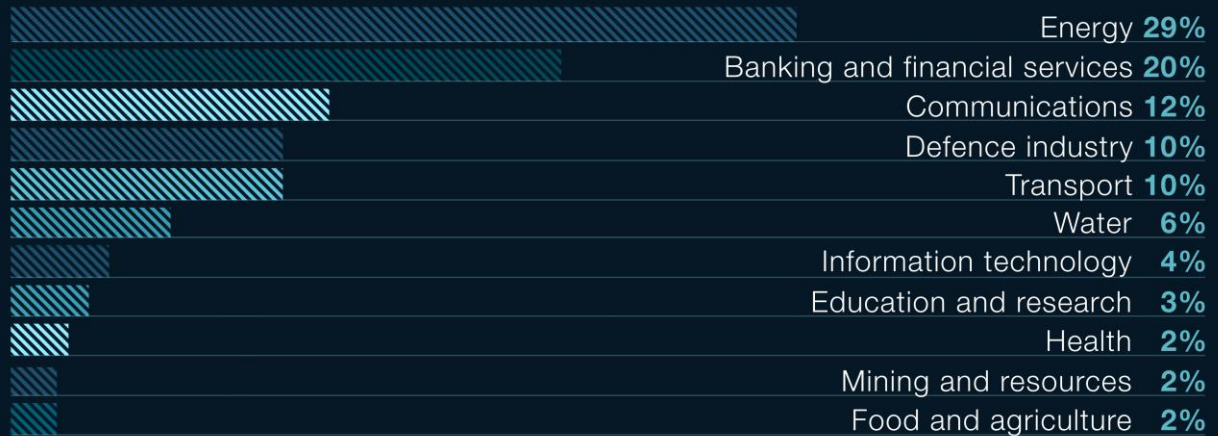 Energy 29%
Banking and financial services 20%
Communications 12%
Defence industry 10%
Transport 10%
Water 6%
Information technology 4%
Education and research 3%
Health 2%
Mining and resources 2%
Food and agriculture 2%